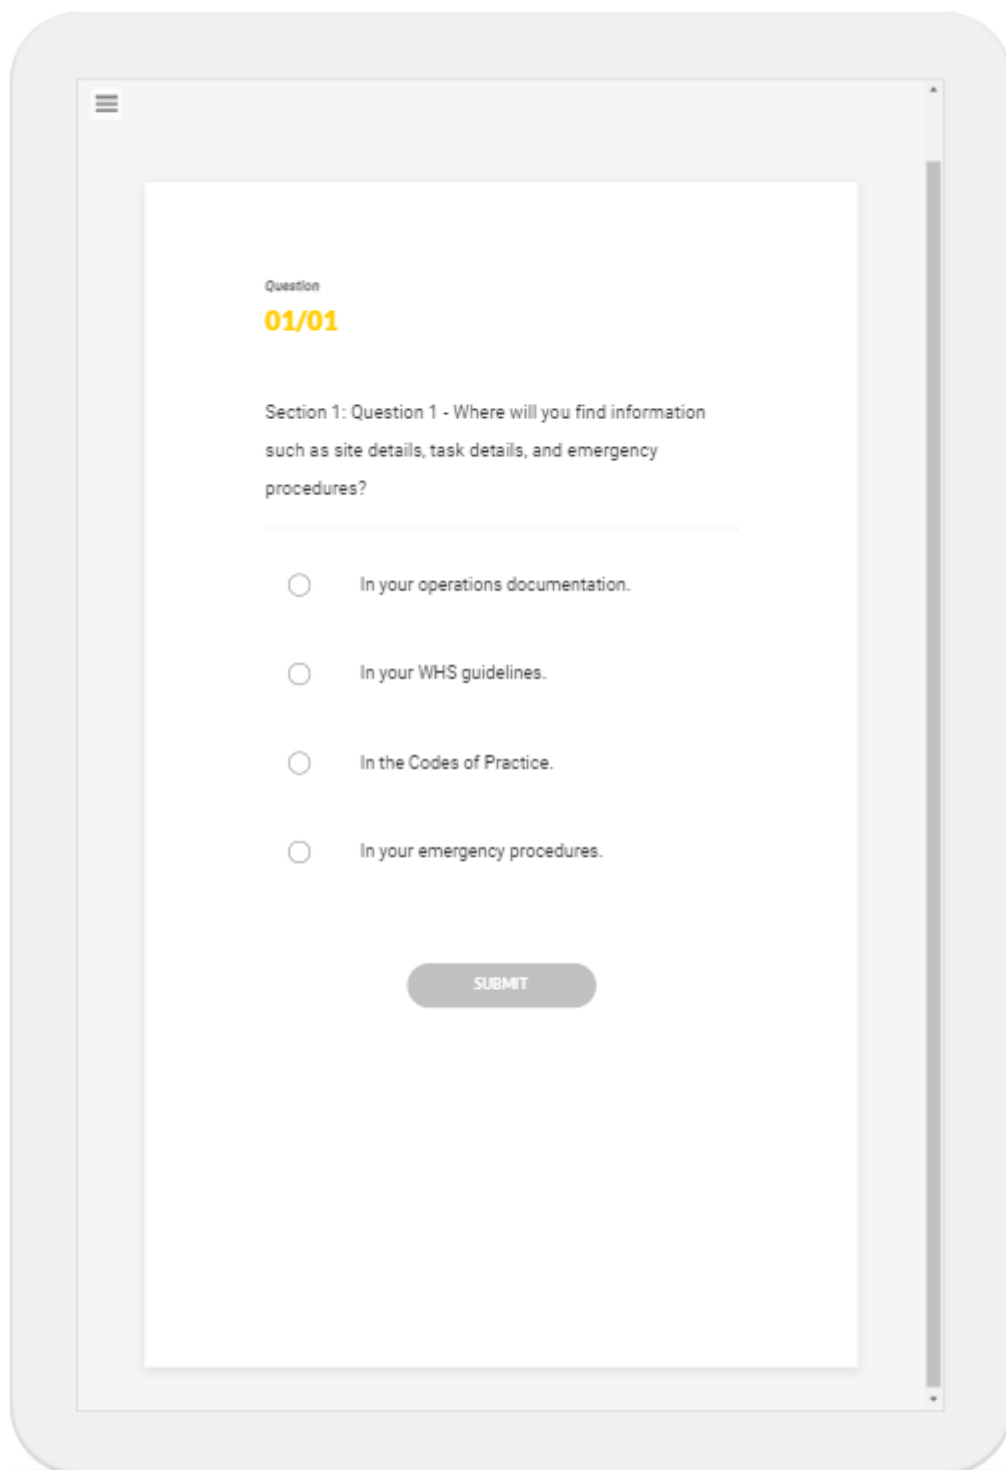 Question
01/01
Section 1: Question 1 - Where will you find information
such as site details, task details, and emergency
procedures?
In your operations documentation.
In your WHS guidelines.
In the Codes of Practice.
In your emergency procedures.
SUBMIT